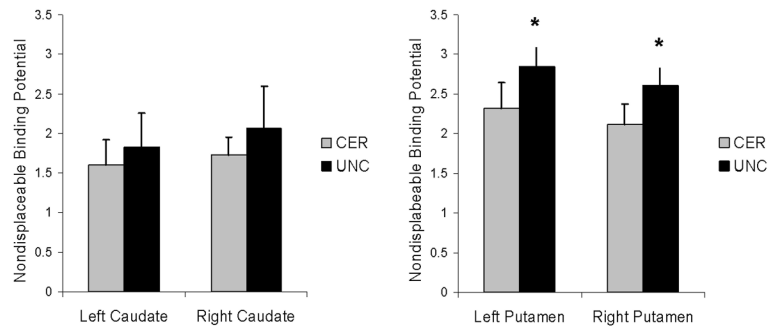 Nondisplaceable Binding Potential
3.5
3
2.5
2
1.5
1
0.5
0
Left Caudate
Right Caudate
CER
UNC
Nondisplabeable Binding Potential
3.5
3
2.5
2
1.5
1
0.5
0
*
*
Left Putamen
Right Putamen
CER
UNC